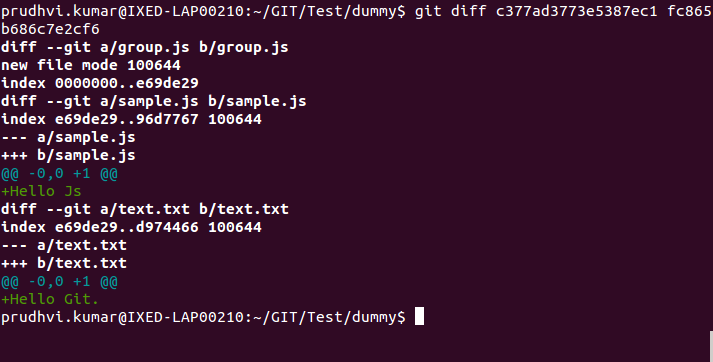 prudhvi.kumar@IXED-LAP00210:~/GIT/Test/dummy$ git diff c377ad3773e5387ec1 fc865
b686c7e2cf6
diff --git a/group.js b/group.js
new file mode 100644
index 0000000..e69de29
diff --git a/sample.js b/sample.js
index e69de29..96d7767 100644
--- a/sample.js
+++ b/sample.js
@@ -0,0 +1 @@
+Hello Js
diff --git a/text.txt b/text.txt
index e69de29..d974466 100644
--- a/text.txt
+++ b/text.txt
@@ -0,0 +1 @@
+Hello Git.
prudhvi.kumar@IXED-LAP00210:~/GIT/Test/dummy$